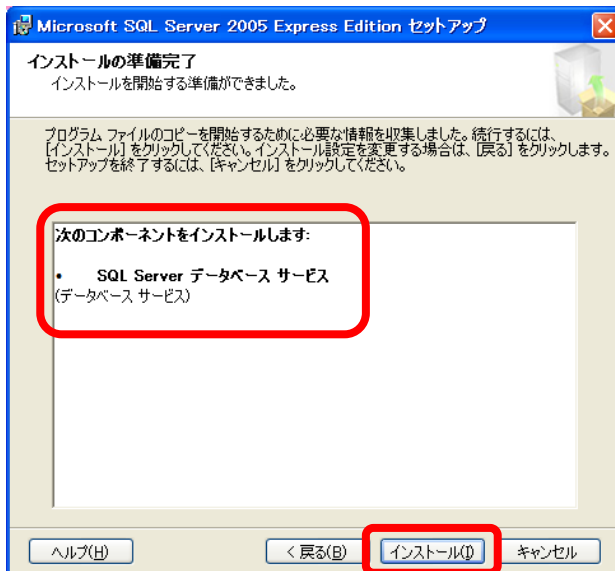 Microsoft SQL Server 2005 Express Edition セットアップ
インストールの準備完了
インストールを開始する準備ができました。
プログラム ファイルのコピーを開始するために必要な情報を収集しました。続行するには、
[インストール] をクリックしてください。インストール設定を変更する場合は、[戻る] をクリックします。
セットアップを終了するには、[キャンセル] をクリックしてください。
次のコンポーネントをインストールします:
• SQL Server データベース サービス
(データベース サービス)
ヘルプ(H) < 戻る(B) インストール(I) キャンセル